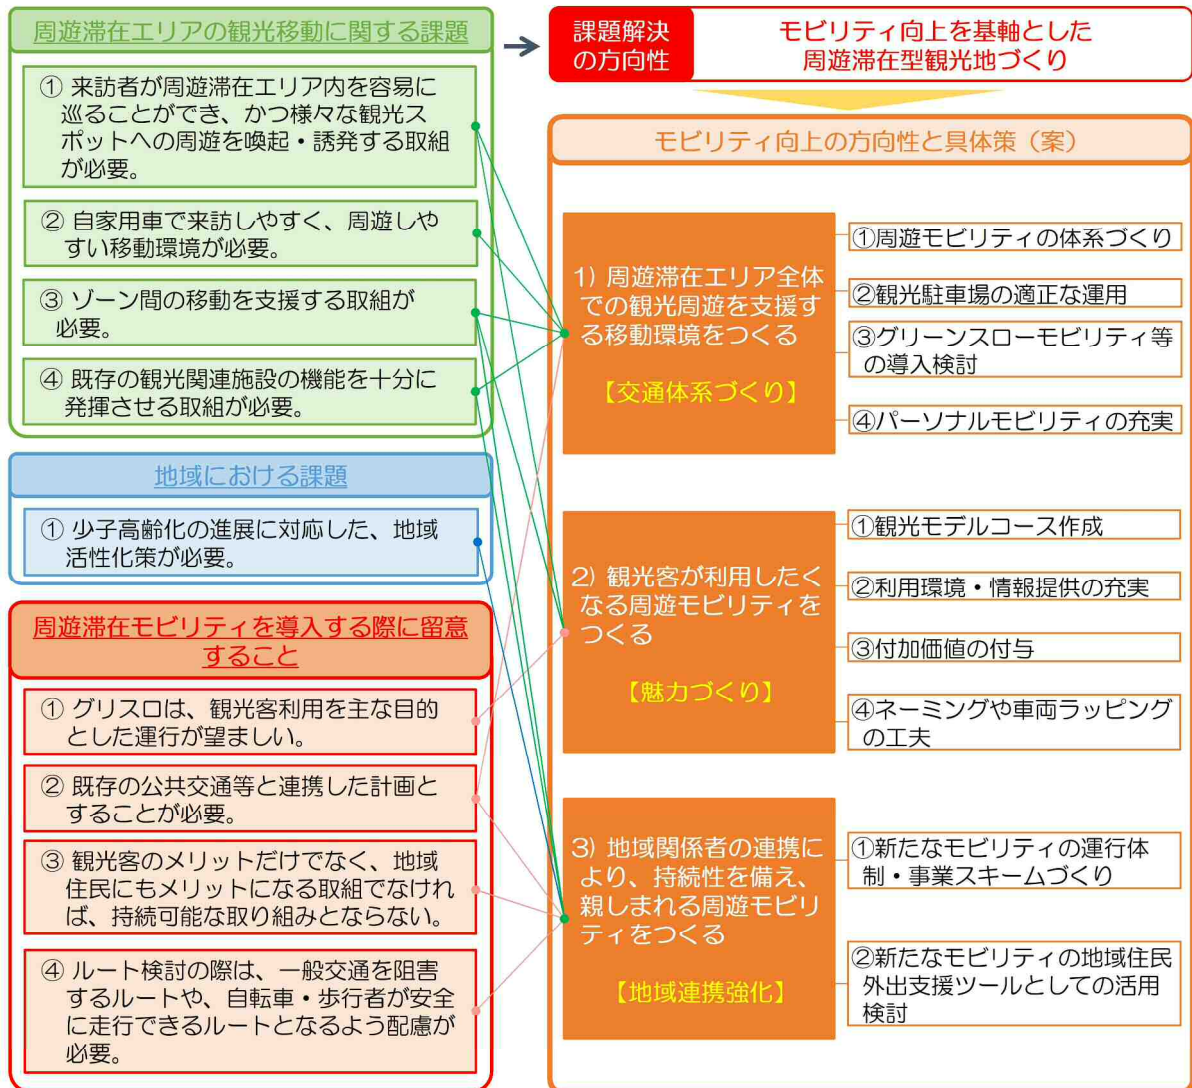 周遊滞在エリアの観光移動に関する課題
① 来訪者が周遊滞在エリア内を容易に
巡ることができ、かつ様々な観光ス
ポットへの周遊を喚起・誘発する取組
が必要。
② 自家用車で来訪しやすく、周遊しや
すい移動環境が必要。
③ ゾーン間の移動を支援する取組が
必要。
④ 既存の観光関連施設の機能を十分に
発揮させる取組が必要。
地域における課題
① 少子高齢化の進展に対応した、地域
活性化策が必要。
周遊滞在モビリティを導入する際に留意
すること
① グリスロは、観光客利用を主な目的
とした運行が望ましい。
② 既存の公共交通等と連携した計画と
することが必要。
③ 観光客のメリットだけでなく、地域
住民にもメリットになる取組でなけれ
ば、持続可能な取り組みとならない。
④ ルート検討の際は、一般交通を阻害
するルートや、自転車・歩行者が安全
に走行できるルートとなるよう配慮が
必要。
課題解決
の方向性
モビリティ向上を基軸とした
周遊滞在型観光地づくり
モビリティ向上の方向性と具体策（案）
1) 周遊滞在エリア全体
での観光周遊を支援す
る移動環境をつくる
【交通体系づくり】
①周遊モビリティの体系づくり
②観光駐車場の適正な運用
③グリーンスローモビリティ等
の導入検討
④パーソナルモビリティの充実
2) 観光客が利用したく
なる周遊モビリティを
つくる
【魅力づくり】
①観光モデルコース作成
②利用環境・情報提供の充実
③付加価値の付与
④ネーミングや車両ラッピング
の工夫
3) 地域関係者の連携に
より、持続性を備え、
親しまれる周遊モビリ
ティをつくる
【地域連携強化】
①新たなモビリティの運行体
制・事業スキームづくり
②新たなモビリティの地域住民
外出支援ツールとしての活用
検討